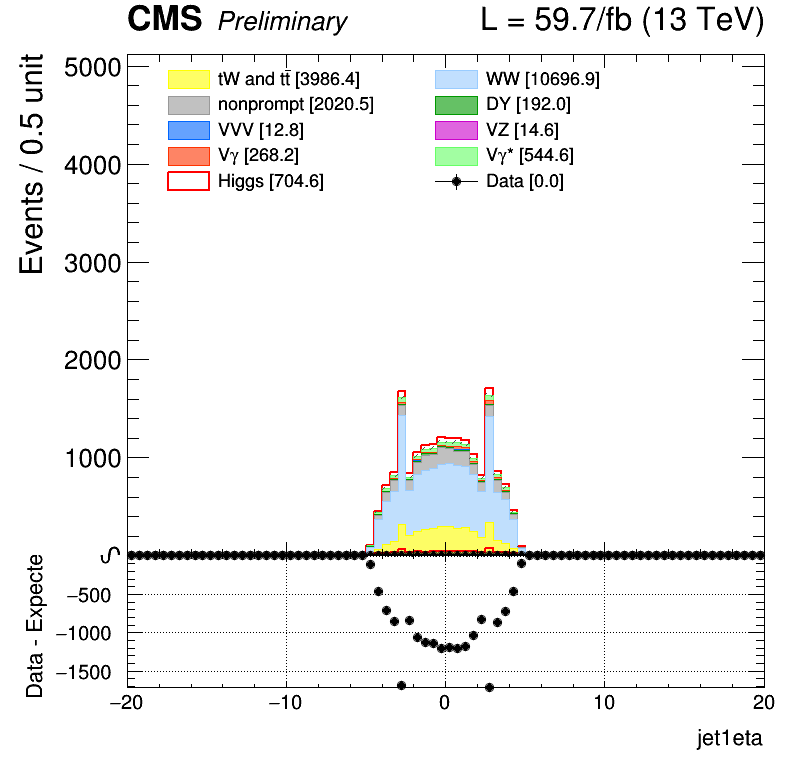 CMS Preliminary L = 59.7/fb (13 TeV)
Events / 0.5 unit
5000
4000
3000
2000
1000
0
tW and tt̄ [3986.4]
WW [10696.9]
nonprompt [2020.5]
DY [192.0]
VVV [12.8]
VZ [14.6]
Vγ [268.2]
Vγ* [544.6]
Higgs [704.6]
Data [0.0]
Data - Expecte
−500
−1000
−1500
−20 −10 0 10 20
jet1eta